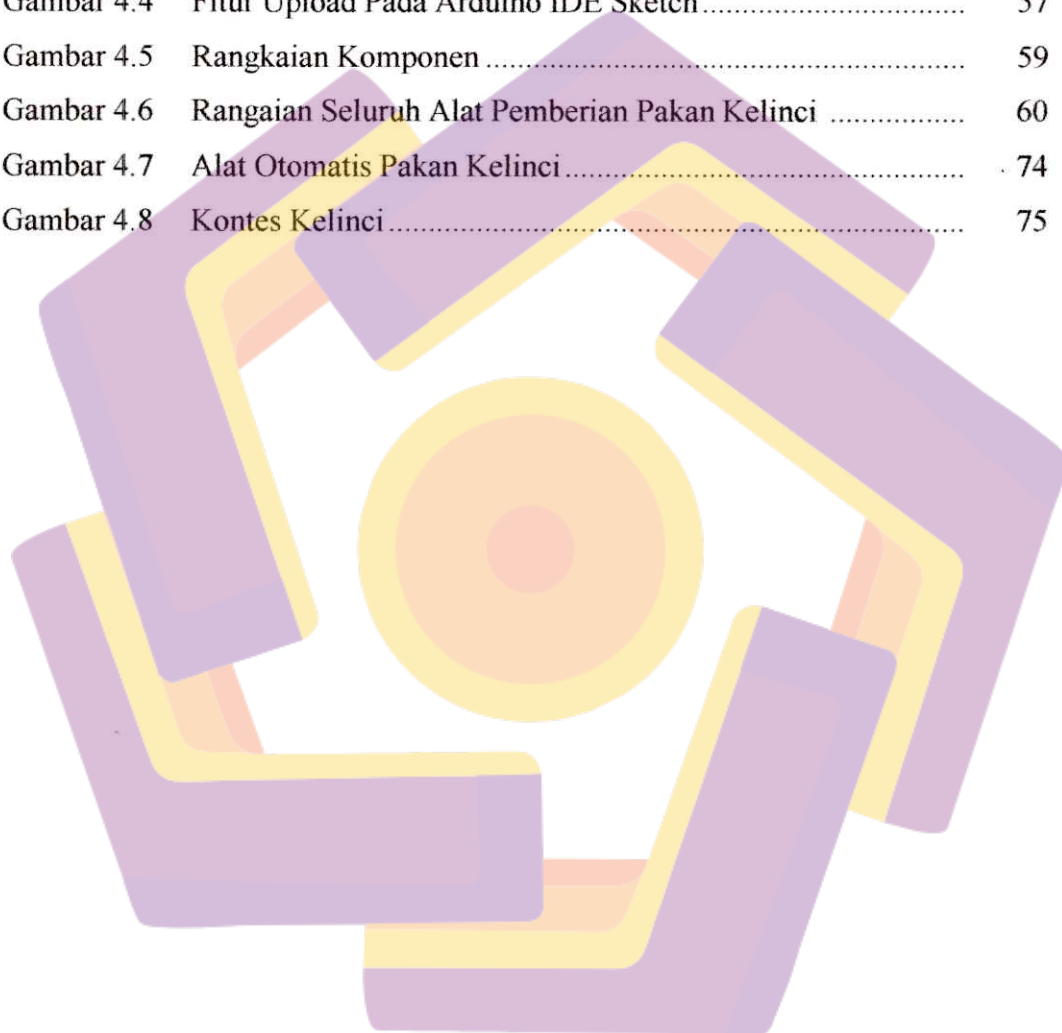 Gambar 4.4 Fitur Upload Pada Arduino IDE Sketch.................................. 57
Gambar 4.5 Rangkaian Komponen.................................................................. 59
Gambar 4.6 Rangaian Seluruh Alat Pemberian Pakan Kelinci ................. 60
Gambar 4.7 Alat Otomatis Pakan Kelinci.................................................... 74
Gambar 4.8 Kontes Kelinci............................................................................. 75